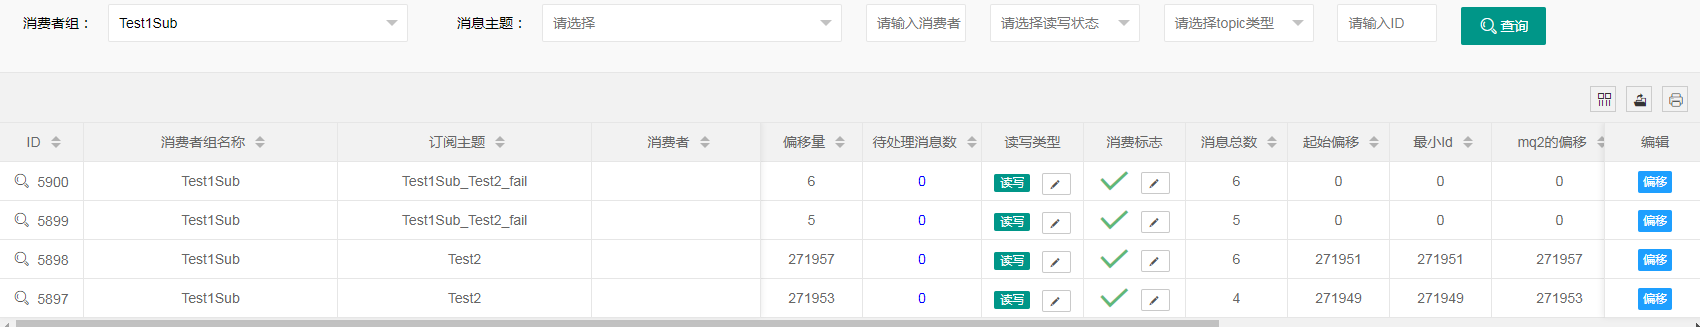 消费者组： Test1Sub 消息主题： 请选择 请输入消费者 请选择读写状态 请选择topic类型 请输入ID 查询
ID 消费者组名称 订阅主题 消费者 偏移量 待处理消息数 读写类型 消费标志 消息总数 起始偏移 最小Id mq2的偏移 编辑
5900 Test1Sub Test1Sub_Test2_fail 6 0 读写 6 0 0 0 偏移
5899 Test1Sub Test1Sub_Test2_fail 5 0 读写 5 0 0 0 偏移
5898 Test1Sub Test2 271957 0 读写 6 271951 271951 271957 偏移
5897 Test1Sub Test2 271953 0 读写 4 271949 271949 271953 偏移